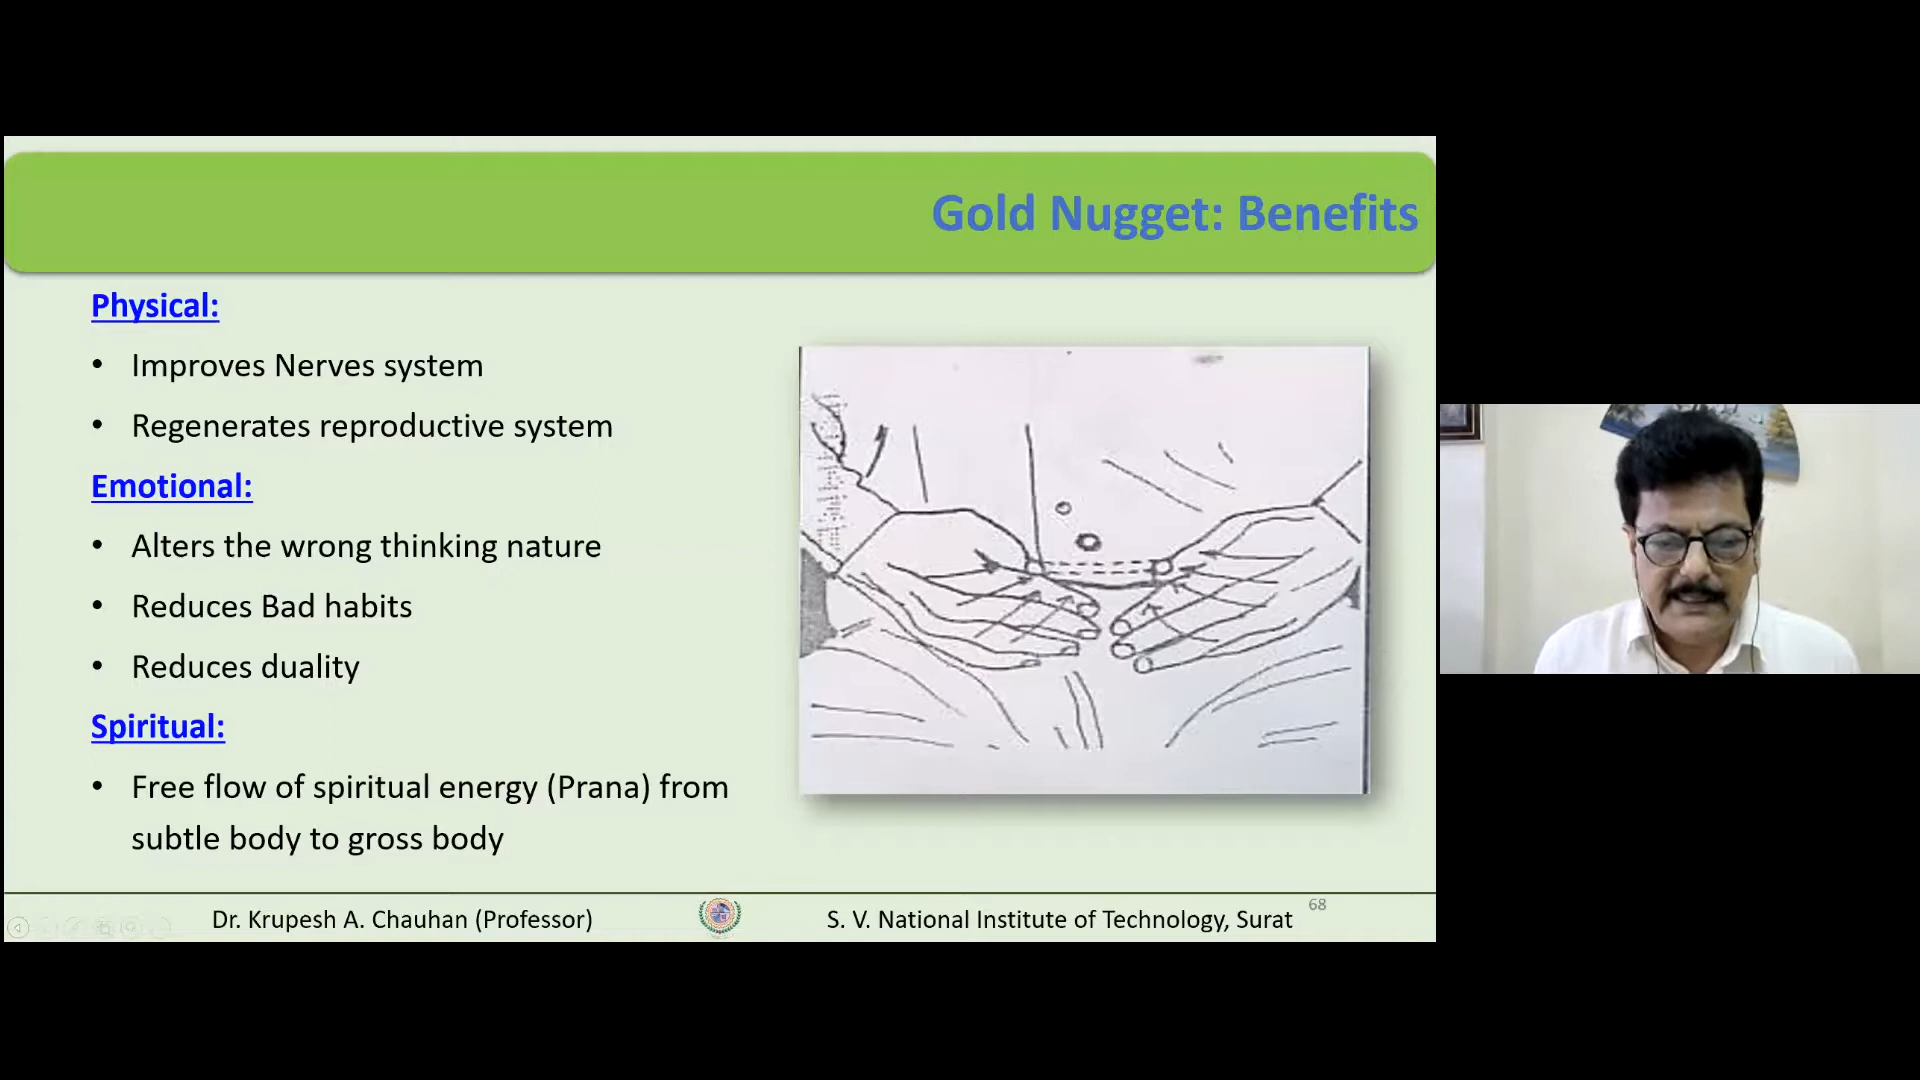 Gold Nugget: Benefits
Physical:
• Improves Nerves system
• Regenerates reproductive system
Emotional:
• Alters the wrong thinking nature
• Reduces Bad habits
• Reduces duality
Spiritual:
• Free flow of spiritual energy (Prana) from
subtle body to gross body
Dr. Krupesh A. Chauhan (Professor)
S. V. National Institute of Technology, Surat
68